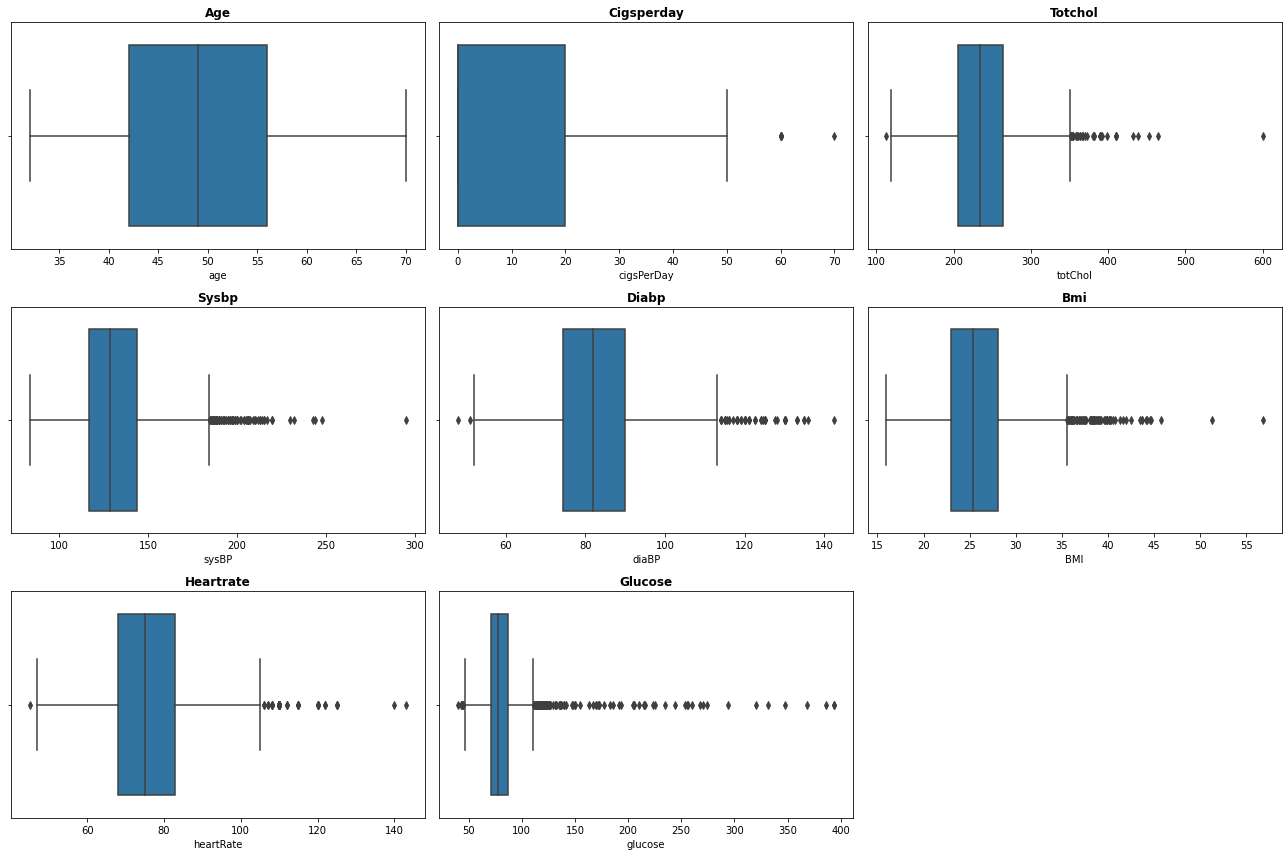 Age
35 40 45 50 55 60 65 70
age
Cigsperday
0 10 20 30 40 50 60 70
cigsPerDay
Totchol
100 200 300 400 500 600
totChol
Sysbp
100 150 200 250 300
sysBP
Diabp
60 80 100 120 140
diaBP
Bmi
15 20 25 30 35 40 45 50 55
BMI
Heartrate
60 80 100 120 140
heartRate
Glucose
50 100 150 200 250 300 350 400
glucose